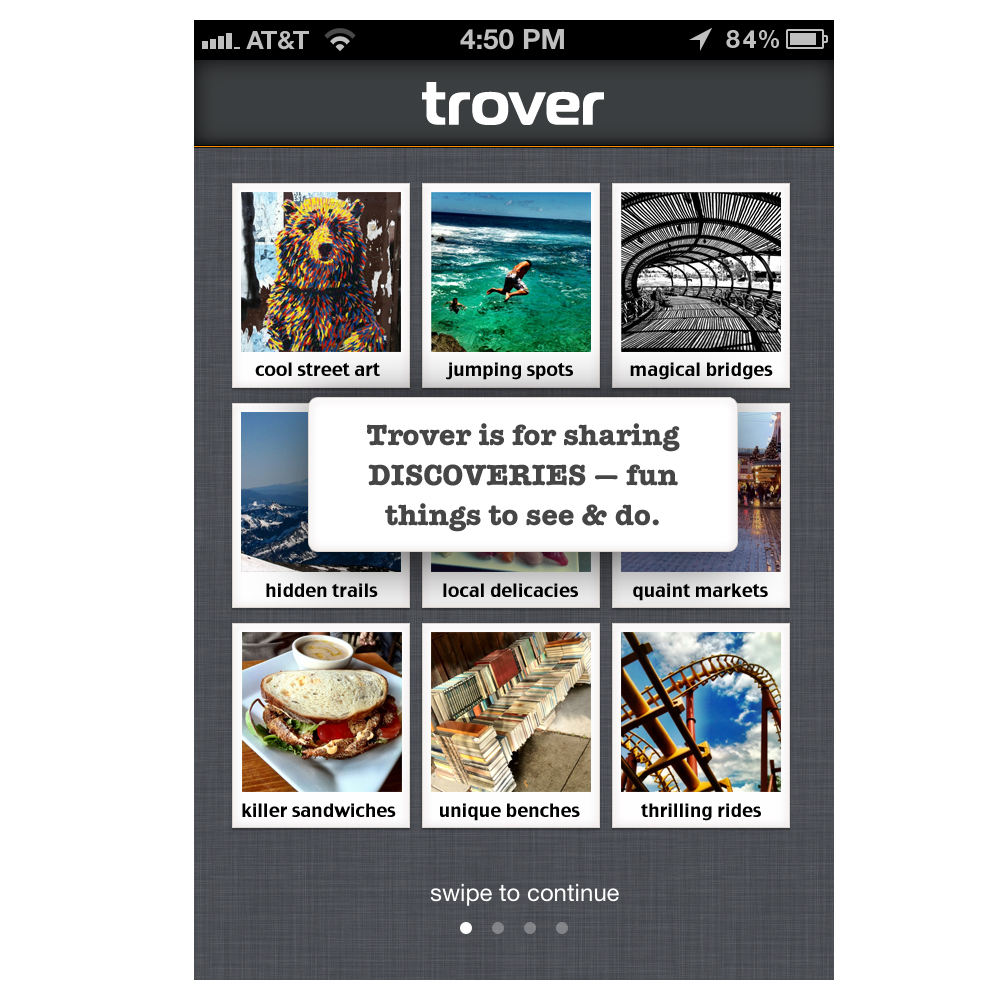 AT&T 4:50 PM 84%
trover
cool street art jumping spots magical bridges
Trover is for sharing
DISCOVERIES — fun
things to see & do.
hidden trails local delicacies quaint markets
killer sandwiches unique benches thrilling rides
swipe to continue